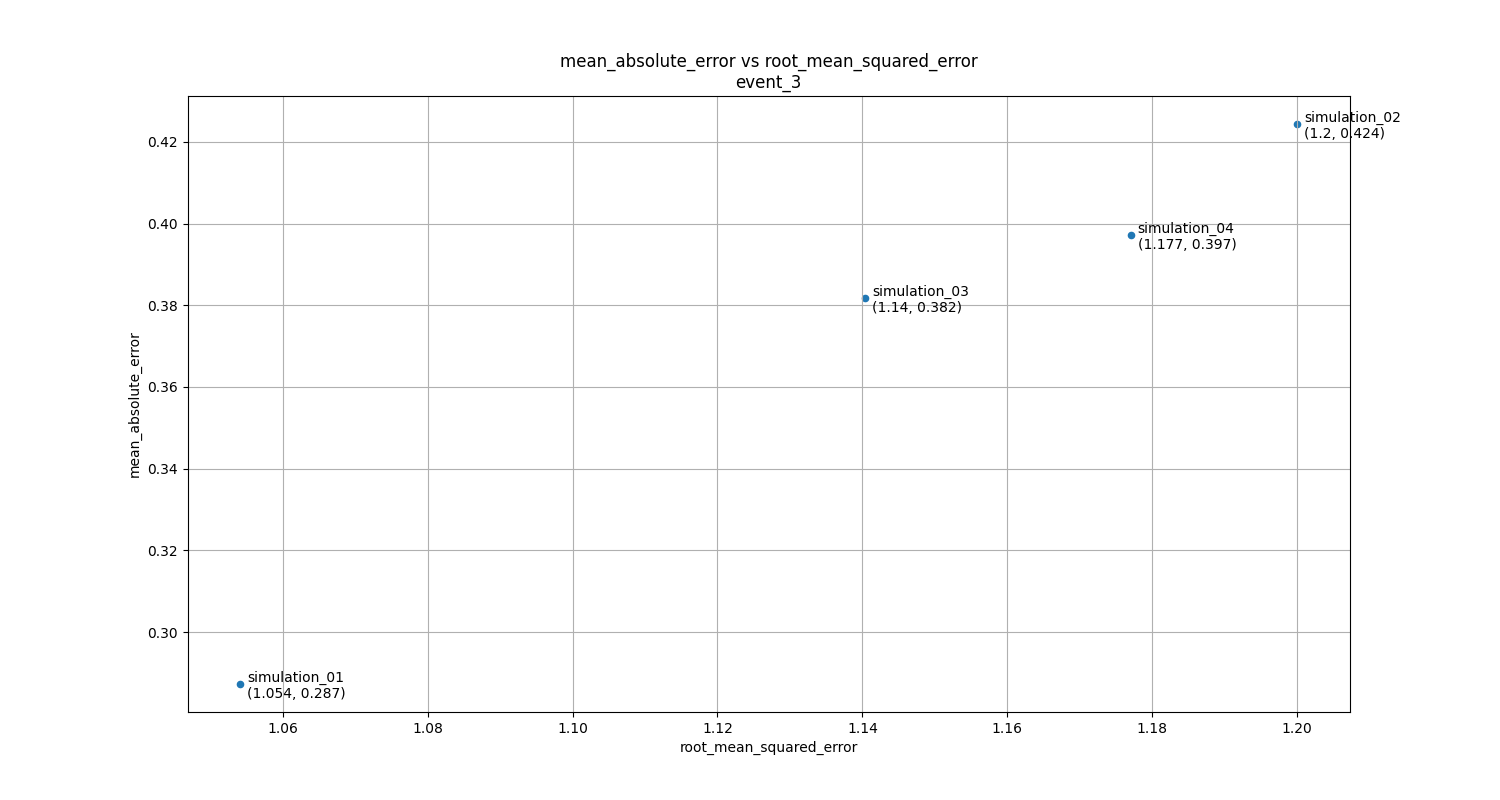 mean_absolute_error vs root_mean_squared_error
event_3
mean_absolute_error
0.42
0.40
0.38
0.36
0.34
0.32
0.30
simulation_02
(1.2, 0.424)
simulation_04
(1.177, 0.397)
simulation_03
(1.14, 0.382)
simulation_01
(1.054, 0.287)
1.06
1.08
1.10
1.12
1.14
1.16
1.18
1.20
root_mean_squared_error